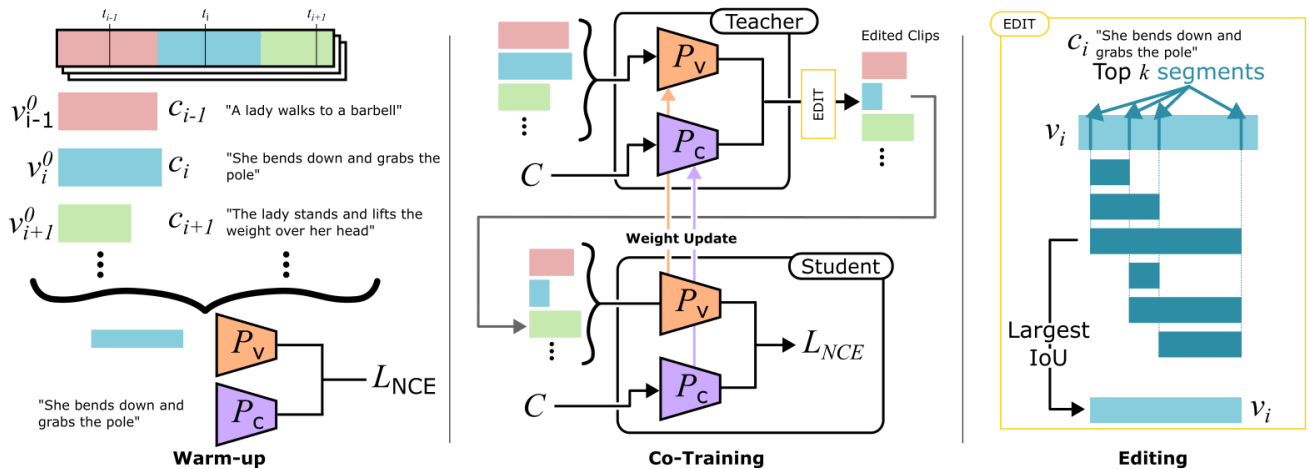 t_{i-1} t_i t_{i+1}
v^0_{i-1} c_{i-1} "A lady walks to a barbell"
v^0_i c_i "She bends down and grabs the
pole"
v^0_{i+1} c_{i+1} "The lady stands and lifts the
weight over her head"
P_v
P_c
L_NCE
"She bends down and
grabs the pole"
Warm-up
Teacher
P_v
P_c
C
EDIT
Edited Clips
Weight Update
Student
P_v
P_c
C
L_NCE
Co-Training
EDIT
c_i "She bends down and
grabs the pole"
Top k segments
v_i
Largest
IoU
v_i
Editing